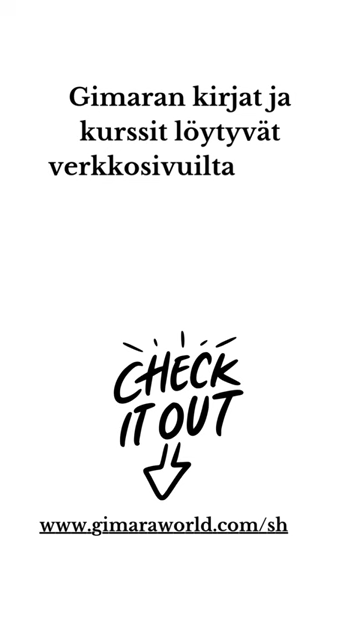 Gimaran kirjat ja
kurssit löytyvät
verkkosivuilta
CHECK
IT OUT
www.gimaraworld.com/sh